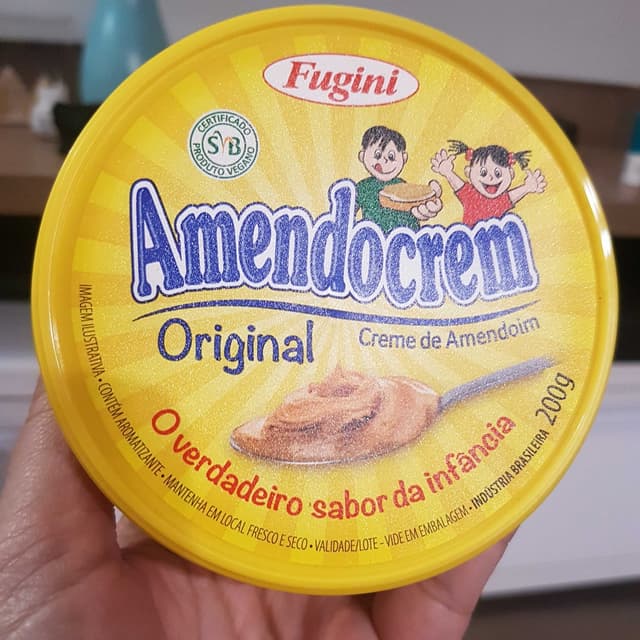 Fugini
CERTIFICADO
SVB
PRODUTO VEGANO
Amendocrem
Original
Creme de Amendoim
O verdadeiro sabor da infância
IMAGEM ILUSTRATIVA • CONTÉM AROMATIZANTE • MANTENHA EM LOCAL FRESCO E SECO • VALIDADE/LOTE - VIDE EM EMBALAGEM - INDÚSTRIA BRASILEIRA 200g